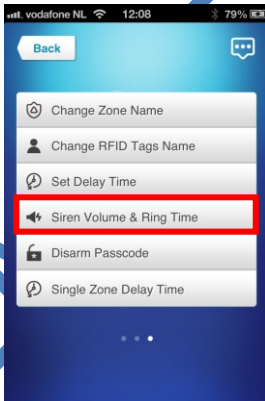 vodafone NL 12:08 79%
Back
Change Zone Name
Change RFID Tags Name
Set Delay Time
Siren Volume & Ring Time
Disarm Passcode
Single Zone Delay Time